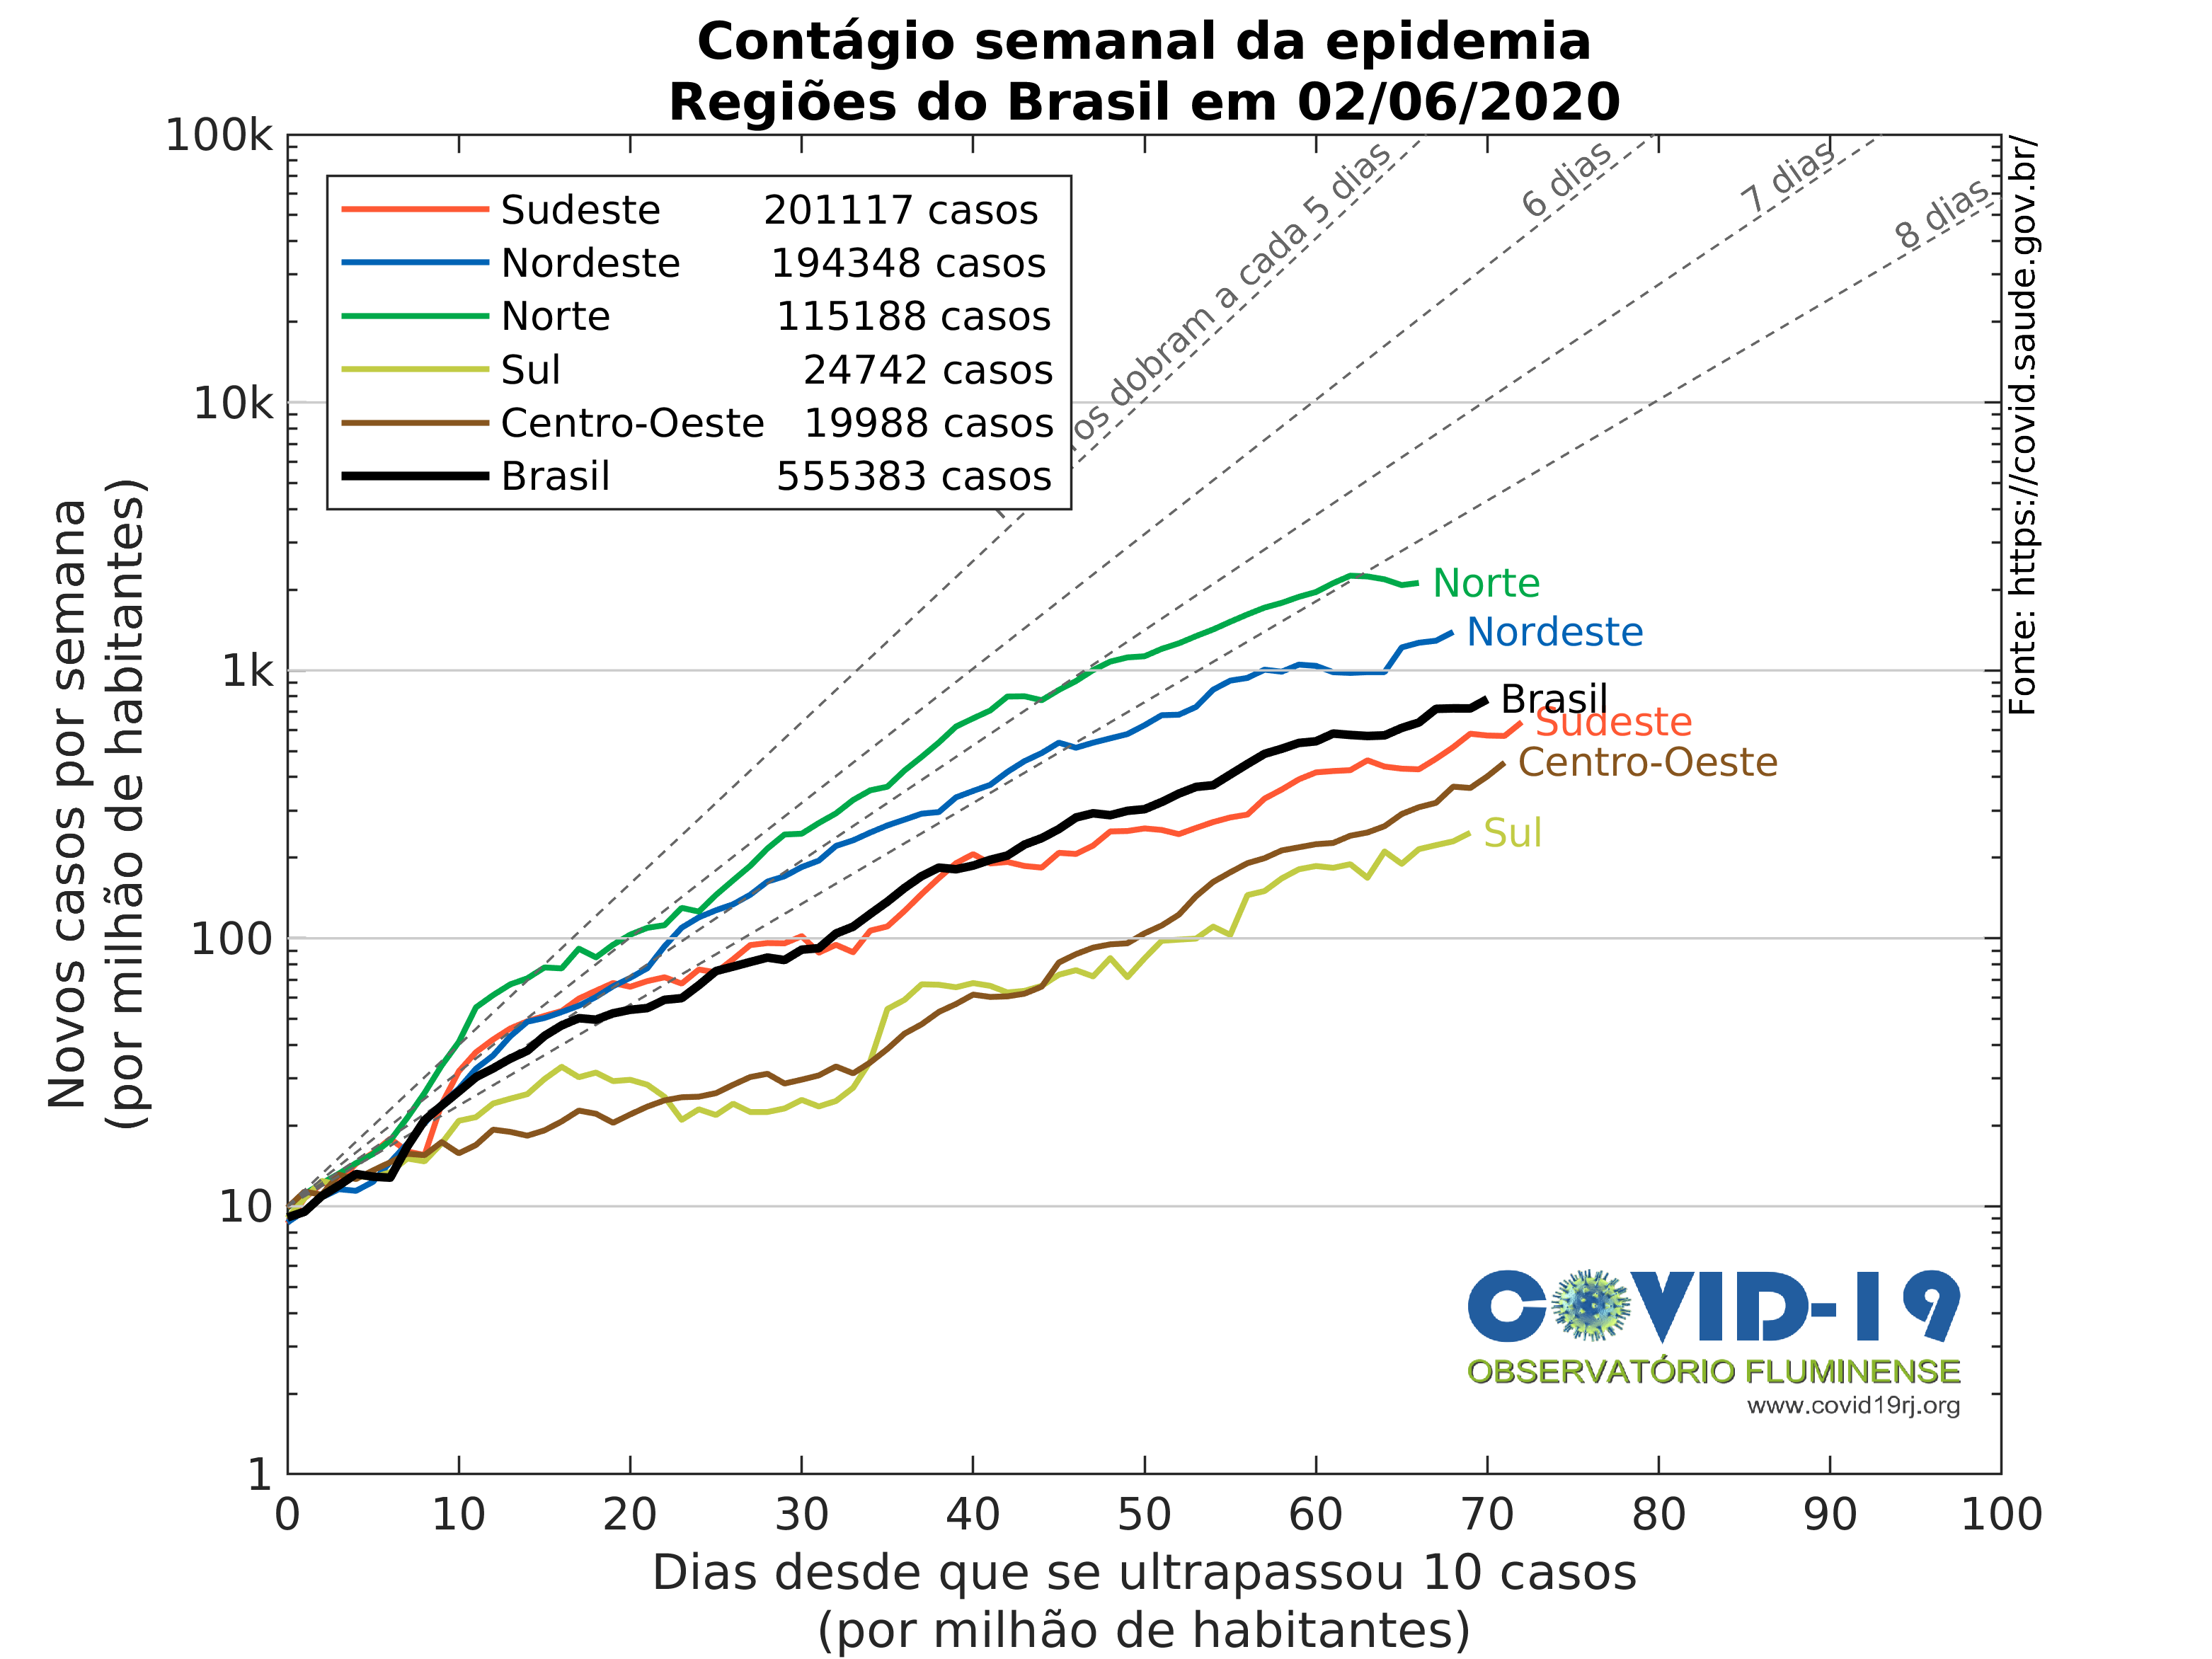 Contágio semanal da epidemia
Regiões do Brasil em 02/06/2020
100k
10k
1k
100
10
1
Novos casos por semana
(por milhão de habitantes)
Sudeste 201117 casos
Nordeste 194348 casos
Norte 115188 casos
Sul 24742 casos
Centro-Oeste 19988 casos
Brasil 555383 casos
dobram a cada 5 dias
6 dias
7 dias
8 dias
Norte
Nordeste
Brasil
Sudeste
Centro-Oeste
Sul
Fonte: https://covid.saude.gov.br/
COVID-19
OBSERVATÓRIO FLUMINENSE
www.covid19rj.org
0 10 20 30 40 50 60 70 80 90 100
Dias desde que se ultrapassou 10 casos
(por milhão de habitantes)